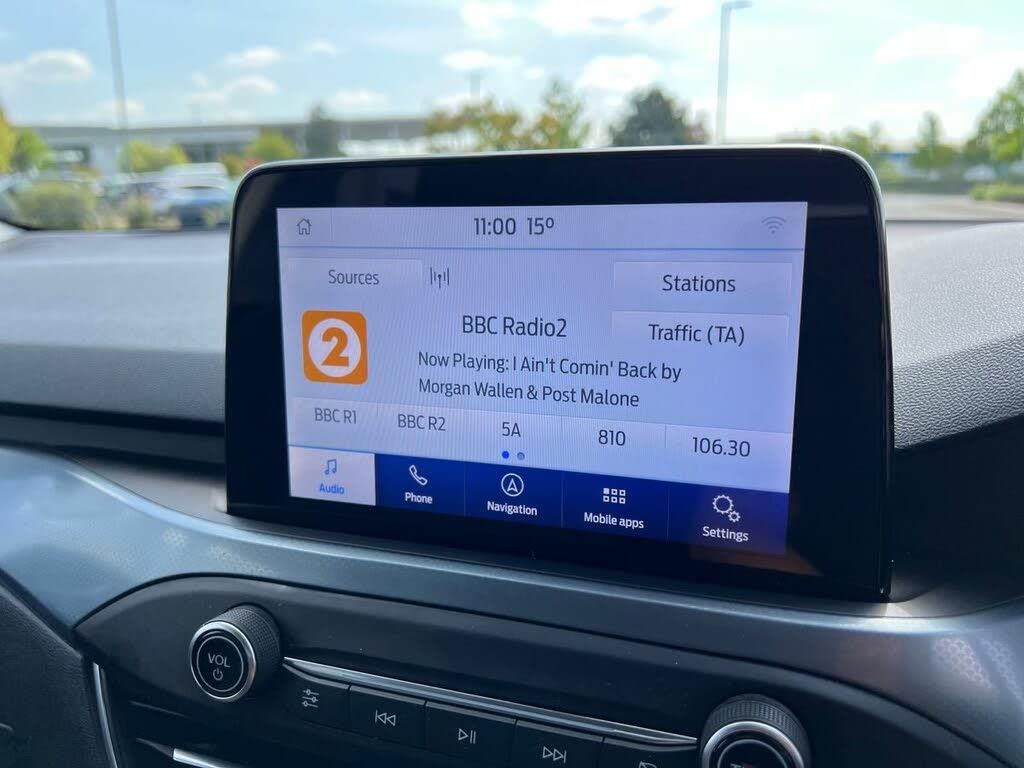 11:00 15º
Sources
Stations
2
BBC Radio2
Traffic (TA)
Now Playing: I Ain't Comin' Back by
Morgan Wallen & Post Malone
BBC R1 BBC R2 5A 810 106.30
Audio Phone Navigation Mobile apps Settings
VOL